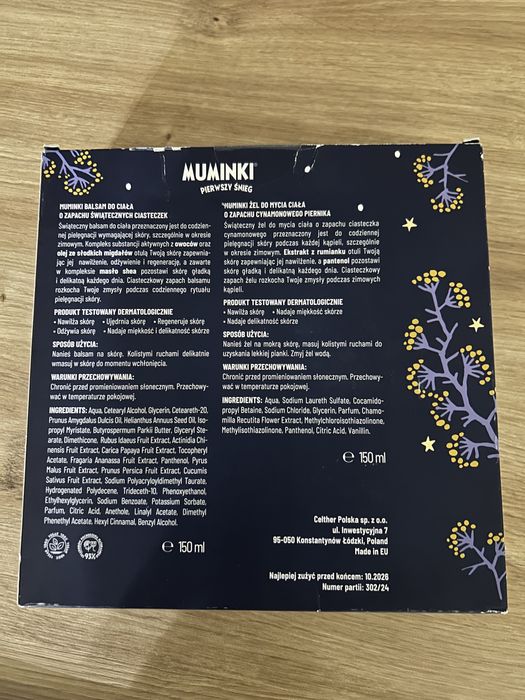 MUMINKI®
PIERWSZY ŚNIEG
MUMINKI BALSAM DO CIAŁA
O ZAPACHU ŚWIĄTECZNYCH CIASTECZEK
Świąteczny balsam do ciała przeznaczony jest do codzien-
nej pielęgnacji wymagającej skóry, szczególnie w okresie
zimowym. Kompleks substancji aktywnych z owoców oraz
olej ze słodkich migdałów otulą Twoją skórę zapewnia-
jąc jej nawilżenie, odżywienie i regenerację, a zawarte
w kompleksie masło shea pozostawi skórę gładką
i delikatną każdego dnia. Ciasteczkowy zapach balsamu
rozkocha Twoje zmysły podczas codziennego rytuału
pielęgnacji skóry.
PRODUKT TESTOWANY DERMATOLOGICZNIE
• Nawilża skórę • Ujędrnia skórę • Regeneruje skórę
• Odżywia skórę • Nadaje miękkość i delikatność skórze
SPOSÓB UŻYCIA:
Nanieś balsam na skórę. Kolistymi ruchami delikatnie
wmasuj w skórę do momentu wchłonięcia.
WARUNKI PRZECHOWYWANIA:
Chronić przed promieniowaniem słonecznym. Przechowy-
wać w temperaturze pokojowej.
INGREDIENTS: Aqua, Cetearyl Alcohol, Glycerin, Ceteareth-20,
Prunus Amygdalus Dulcis Oil, Helianthus Annuus Seed Oil, Iso-
propyl Myristate, Butyrospermum Parkii Butter, Glyceryl Ste-
arate, Dimethicone, Rubus Idaeus Fruit Extract, Actinidia Chi-
nensis Fruit Extract, Carica Papaya Fruit Extract, Tocopheryl
Acetate, Fragaria Ananassa Fruit Extract, Panthenol, Pyrus
Malus Fruit Extract, Prunus Persica Fruit Extract, Cucumis
Sativus Fruit Extract, Sodium Polyacryloyldimethyl Taurate,
Hydrogenated Polydecene, Trideceth-10, Phenoxyethanol,
Ethylhexylglycerin, Sodium Benzoate, Potassium Sorbate,
Parfum, Citric Acid, Anethole, Linalyl Acetate, Dimethyl
Phenethyl Acetate, Hexyl Cinnamal, Benzyl Alcohol.
93%
℮ 150 ml
MUMINKI ŻEL DO MYCIA CIAŁA
O ZAPACHU CYNAMONOWEGO PIERNIKA
Świąteczny żel do mycia ciała o zapachu ciasteczka
cynamonowego przeznaczony jest do codziennej
pielęgnacji skóry podczas każdej kąpieli, szczególnie
w okresie zimowym. Ekstrakt z rumianku otuli Twoją
skórę zapewniając jej nawilżenie, a pantenol pozostawi
skórę gładką i delikatną każdego dnia. Ciasteczkowy
zapach żelu rozkocha Twoje zmysły podczas zimowych
kąpieli.
PRODUKT TESTOWANY DERMATOLOGICZNIE
• Nawilża skórę • Nadaje miękkość skórze
• Nadaje delikatność skórze
SPOSÓB UŻYCIA:
Nanieś żel na mokrą skórę, masuj kolistymi ruchami do
uzyskania lekkiej pianki. Zmyj żel wodą.
WARUNKI PRZECHOWYWANIA:
Chronić przed promieniowaniem słonecznym. Przechowy-
wać w temperaturze pokojowej.
INGREDIENTS: Aqua, Sodium Laureth Sulfate, Cocamido-
propyl Betaine, Sodium Chloride, Glycerin, Parfum, Chamo-
milla Recutita Flower Extract, Methylchloroisothiazolinone,
Methylisothiazolinone, Panthenol, Citric Acid, Vanillin.
℮ 150 ml
Celther Polska sp. z o.o.
ul. Inwestycyjna 7
95-050 Konstantynów Łódzki, Poland
Made in EU
Najlepiej zużyć przed końcem: 10.2026
Numer partii: 302/24